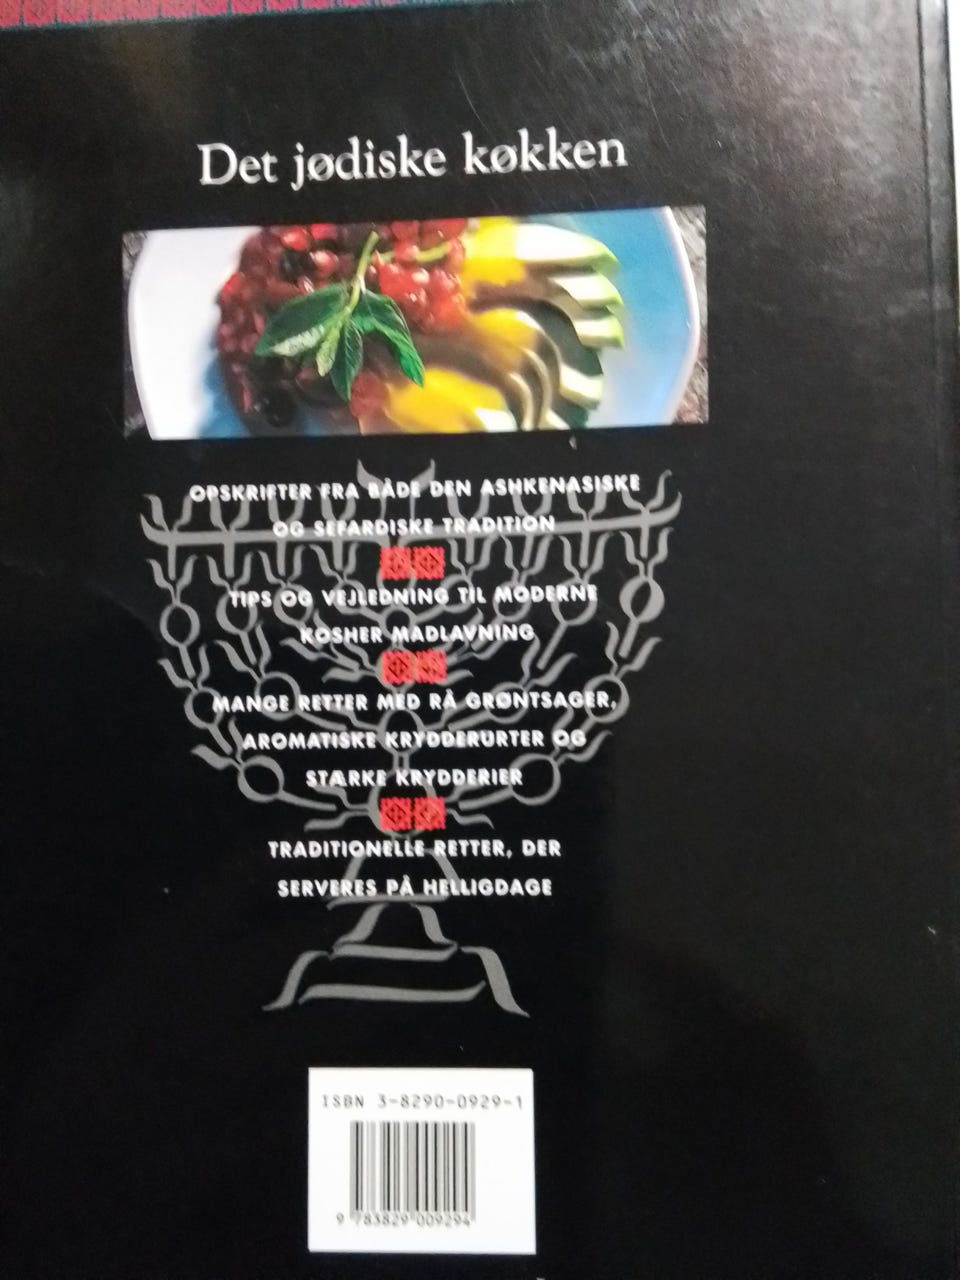 Det jødiske køkken
OPSKRIFTER FRA BÅDE DEN ASHKENASISKE
OG SEFARDISKE TRADITION
TIPS OG VEJLEDNING TIL MODERNE
KOSHER MADLAVNING
MANGE RETTER MED RÅ GRØNTSAGER,
AROMATISKE KRYDDERURTER OG
STÆRKE KRYDDERIER
TRADITIONELLE RETTER, DER
SERVERES PÅ HELLIGDAGE
ISBN 3-8290-0929-1
9 783829 009294